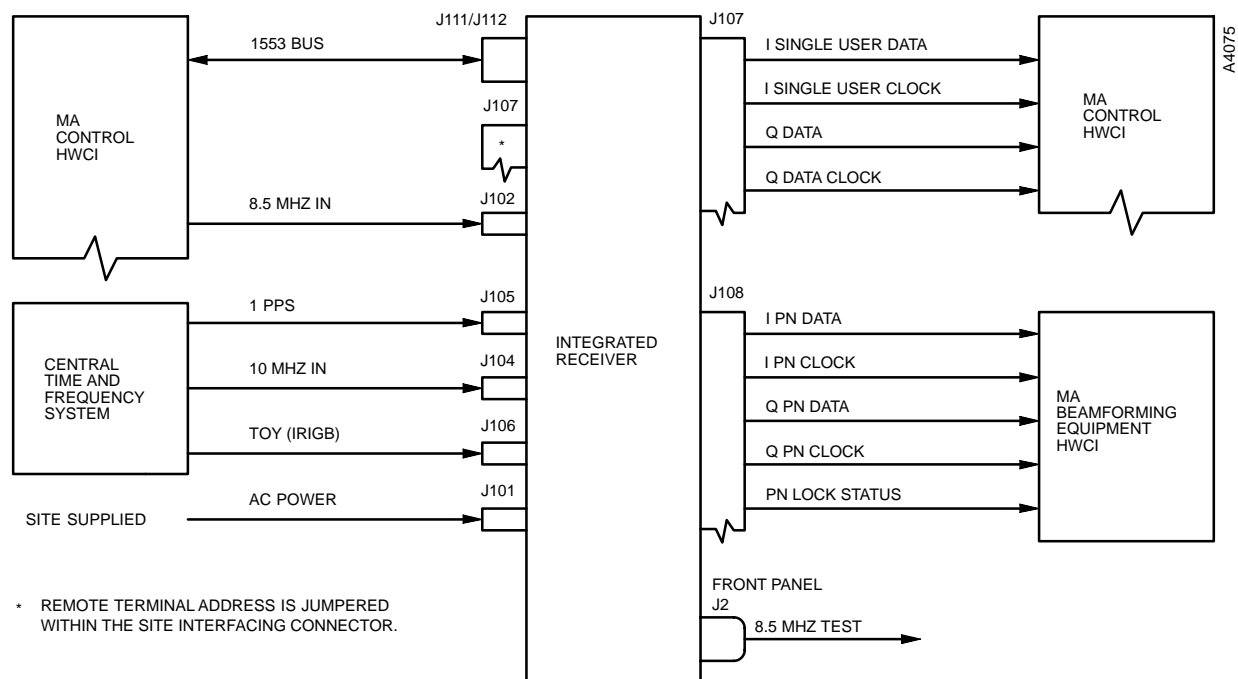 J111/J112
J107
1553 BUS
I SINGLE USER DATA
A4075
I SINGLE USER CLOCK
MA
CONTROL
HWCI
J107
*
MA
CONTROL
HWCI
Q DATA
Q DATA CLOCK
8.5 MHZ IN
J102
1 PPS
J105
J108
I PN DATA
CENTRAL
TIME AND
FREQUENCY
SYSTEM
10 MHZ IN
J104
INTEGRATED
RECEIVER
I PN CLOCK
Q PN DATA
MA
BEAMFORMING
EQUIPMENT
HWCI
TOY (IRIGB)
J106
Q PN CLOCK
AC POWER
J101
PN LOCK STATUS
SITE SUPPLIED
FRONT PANEL
J2
8.5 MHZ TEST
* REMOTE TERMINAL ADDRESS IS JUMPERED
WITHIN THE SITE INTERFACING CONNECTOR.